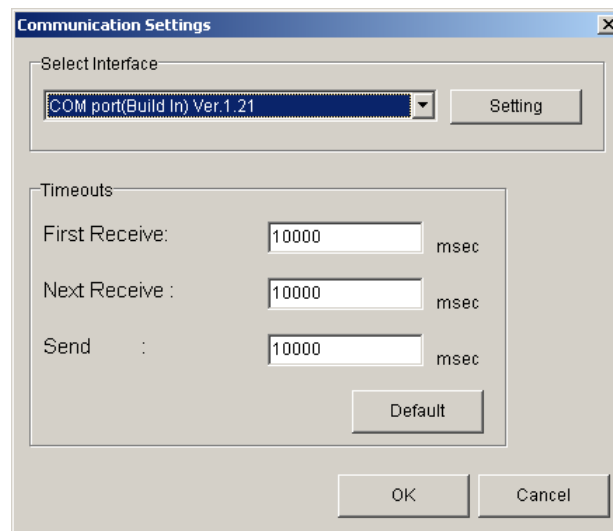 Communication Settings
Select Interface
COM port(Build In) Ver.1.21
Setting
Timeouts
First Receive: 10000 msec
Next Receive : 10000 msec
Send : 10000 msec
Default
OK Cancel